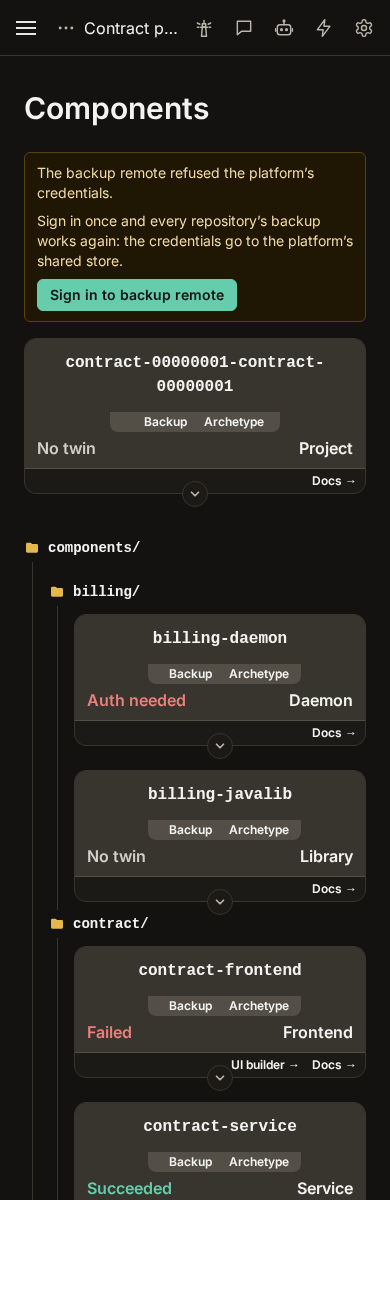 Contract p...
Components
The backup remote refused the platform’s
credentials.
Sign in once and every repository’s backup
works again: the credentials go to the platform’s
shared store.
Sign in to backup remote
contract-00000001-contract-
00000001
Backup Archetype
No twin Project
Docs →
components/
billing/
billing-daemon
Backup Archetype
Auth needed Daemon
Docs →
billing-javalib
Backup Archetype
No twin Library
Docs →
contract/
contract-frontend
Backup Archetype
Failed Frontend
UI builder → Docs →
contract-service
Backup Archetype
Succeeded Service